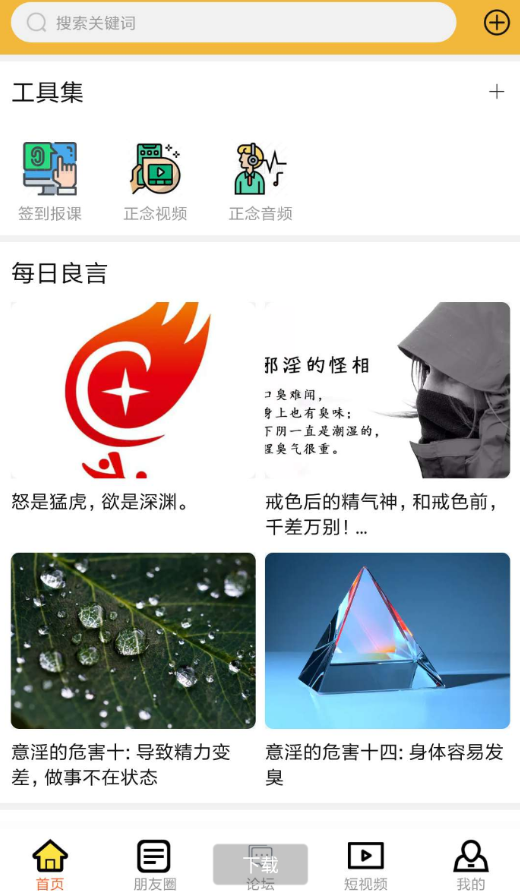 搜索关键词
工具集
签到报课
正念视频
正念音频
每日良言
邪淫的怪相
口臭难闻，
身上也有臭味；
下阴一直是潮湿的，
臭气很重。
怒是猛虎，欲是深渊。
戒色后的精气神，和戒色前，
千差万别！...
意淫的危害十: 导致精力变
差，做事不在状态
意淫的危害十四: 身体容易发
臭
首页
朋友圈
下载
论坛
短视频
我的